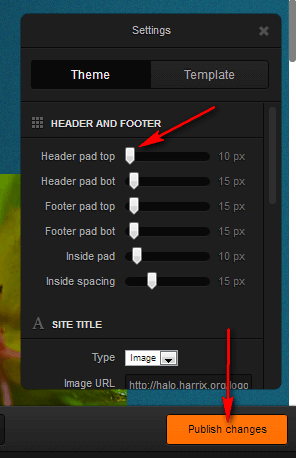 Settings
Theme Template
HEADER AND FOOTER
Header pad top 10 px
Header pad bot 15 px
Footer pad top 15 px
Footer pad bot 15 px
Inside pad 10 px
Inside spacing 15 px
A SITE TITLE
Type Image
Image URL http://halo.harrix.org/logo
Publish changes